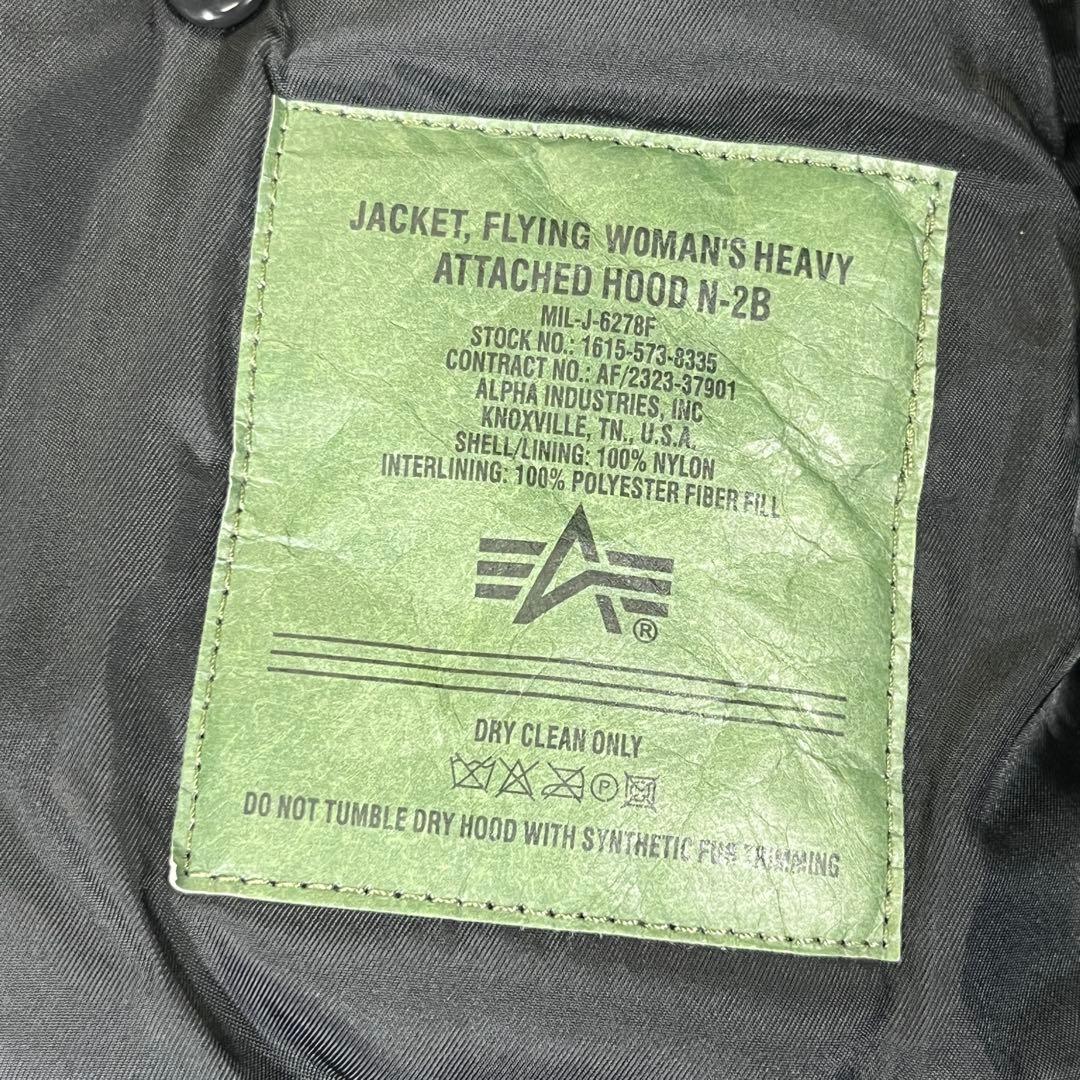 JACKET, FLYING WOMAN'S HEAVY
ATTACHED HOOD N-2B
MIL-J-6278F
STOCK NO.: 1615-573-8335
CONTRACT NO.: AF/2323-37901
ALPHA INDUSTRIES, INC
KNOXVILLE, TN., U.S.A.
SHELL/LINING: 100% NYLON
INTERLINING: 100% POLYESTER FIBER FILL
®
DRY CLEAN ONLY
P
DO NOT TUMBLE DRY HOOD WITH SYNTHETIC FUR TRIMMING